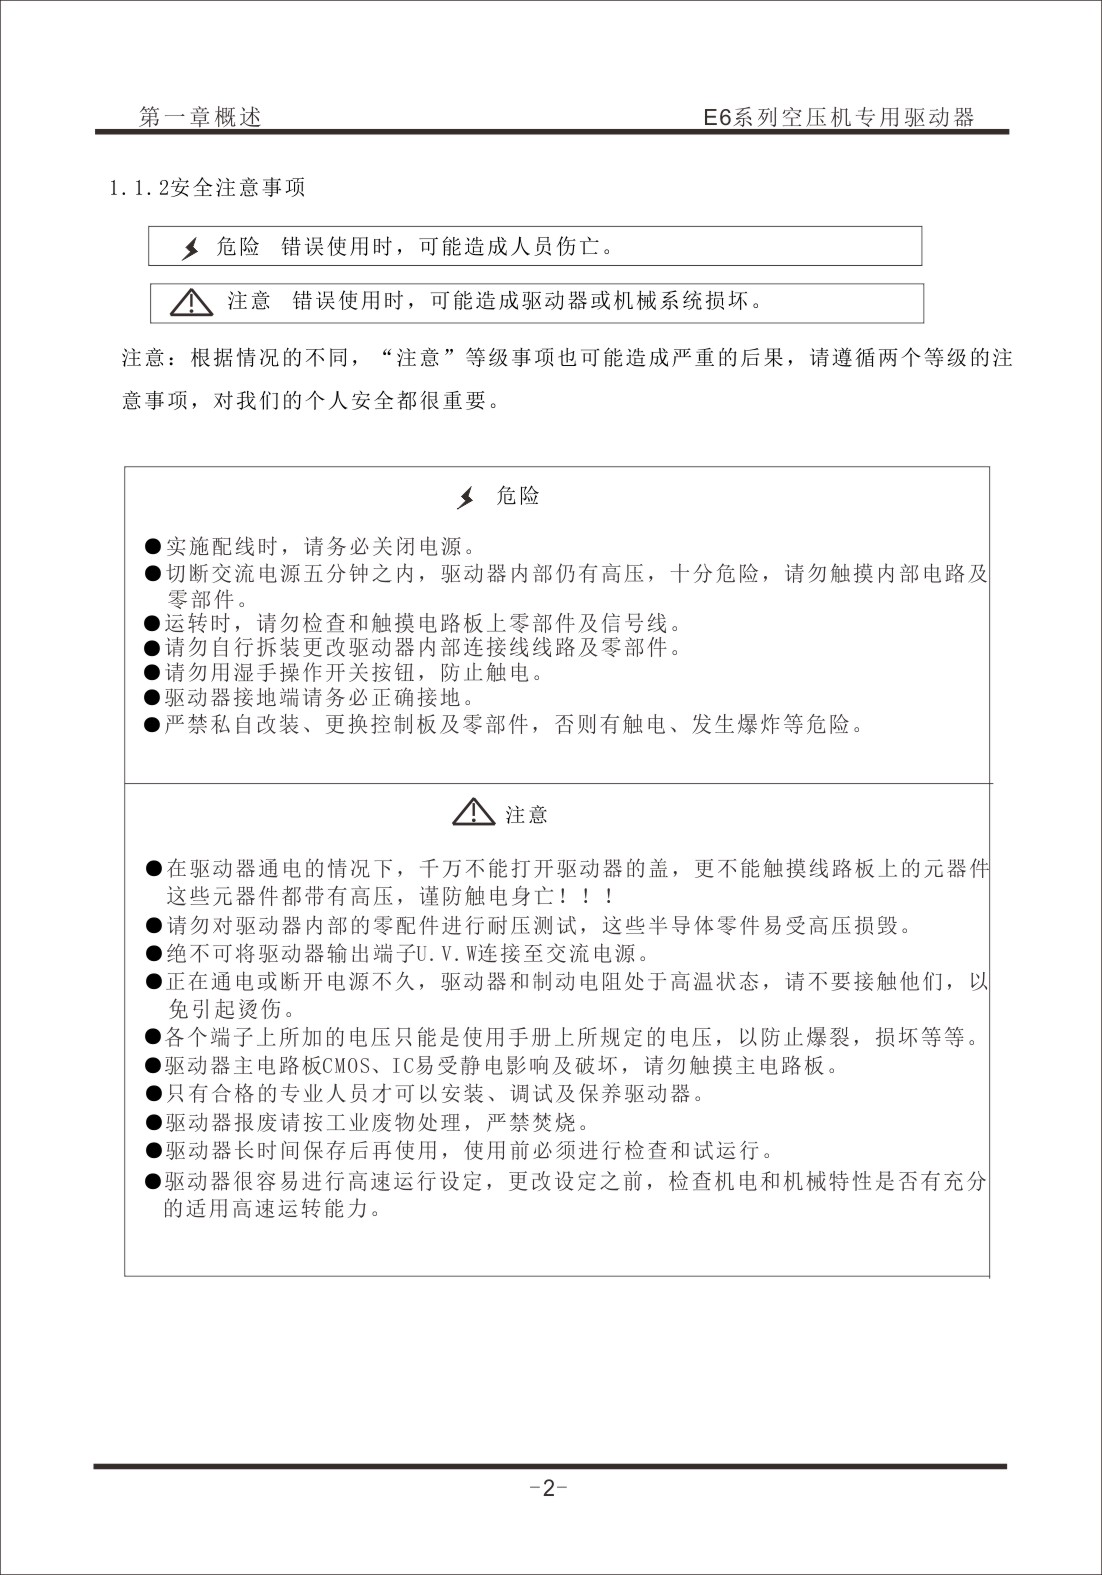 第一章概述
E6系列空压机专用驱动器
1.1.2安全注意事项
危险 错误使用时，可能造成人员伤亡。
注意 错误使用时，可能造成驱动器或机械系统损坏。
注意：根据情况的不同，“注意”等级事项也可能造成严重的后果，请遵循两个等级的注
意事项，对我们的个人安全都很重要。
危险
●实施配线时，请务必关闭电源。
●切断交流电源五分钟之内，驱动器内部仍有高压，十分危险，请勿触摸内部电路及
零部件。
●运转时，请勿检查和触摸电路板上零部件及信号线。
●请勿自行拆装更改驱动器内部连接线线路及零部件。
●请勿用湿手操作开关按钮，防止触电。
●驱动器接地端请务必正确接地。
●严禁私自改装、更换控制板及零部件，否则有触电、发生爆炸等危险。
注意
●在驱动器通电的情况下，千万不能打开驱动器的盖，更不能触摸线路板上的元器件
这些元器件都带有高压，谨防触电身亡！！！
●请勿对驱动器内部的零配件进行耐压测试，这些半导体零件易受高压损毁。
●绝不可将驱动器输出端子U.V.W连接至交流电源。
●正在通电或断开电源不久，驱动器和制动电阻处于高温状态，请不要接触他们，以
免引起烫伤。
●各个端子上所加的电压只能是使用手册上所规定的电压，以防止爆裂，损坏等等。
●驱动器主电路板CMOS、IC易受静电影响及破坏，请勿触摸主电路板。
●只有合格的专业人员才可以安装、调试及保养驱动器。
●驱动器报废请按工业废物处理，严禁焚烧。
●驱动器长时间保存后再使用，使用前必须进行检查和试运行。
●驱动器很容易进行高速运行设定，更改设定之前，检查机电和机械特性是否有充分
的适用高速运转能力。
-2-